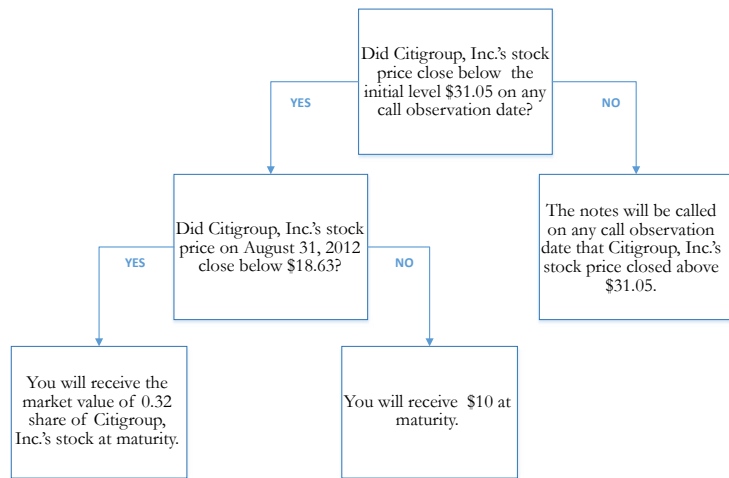 Did Citigroup, Inc.'s stock
price close below the
initial level $31.05 on any
call observation date?
YES
NO
Did Citigroup, Inc.'s stock
price on August 31, 2012
close below $18.63?
The notes will be called
on any call observation
date that Citigroup, Inc.'s
stock price closed above
$31.05.
YES
NO
You will receive the
market value of 0.32
share of Citigroup,
Inc.'s stock at maturity.
You will receive $10 at
maturity.